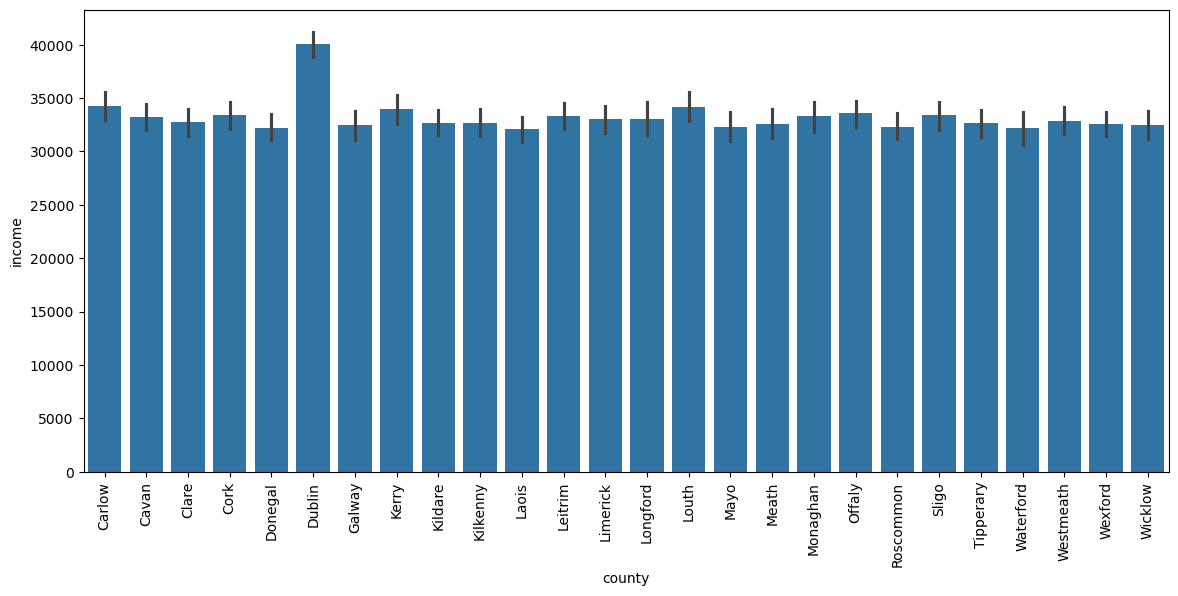 40000
35000
30000
25000
20000
15000
10000
5000
0
income
Carlow
Cavan
Clare
Cork
Donegal
Dublin
Galway
Kerry
Kildare
Kilkenny
Laois
Leitrim
Limerick
Longford
Louth
Mayo
Meath
Monaghan
Offaly
Roscommon
Sligo
Tipperary
Waterford
Westmeath
Wexford
Wicklow
county